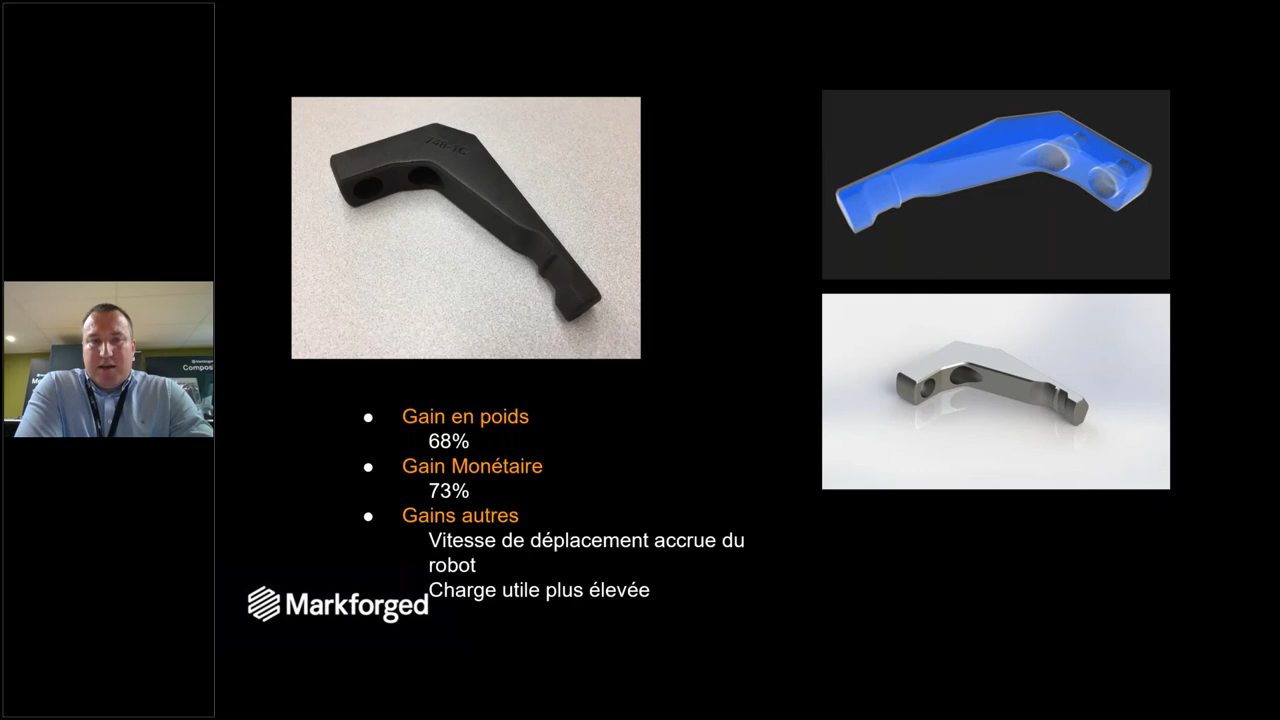 Gain en poids
68%
Gain Monétaire
73%
Gains autres
Vitesse de déplacement accrue du
robot
Charge utile plus élevée
Markforged